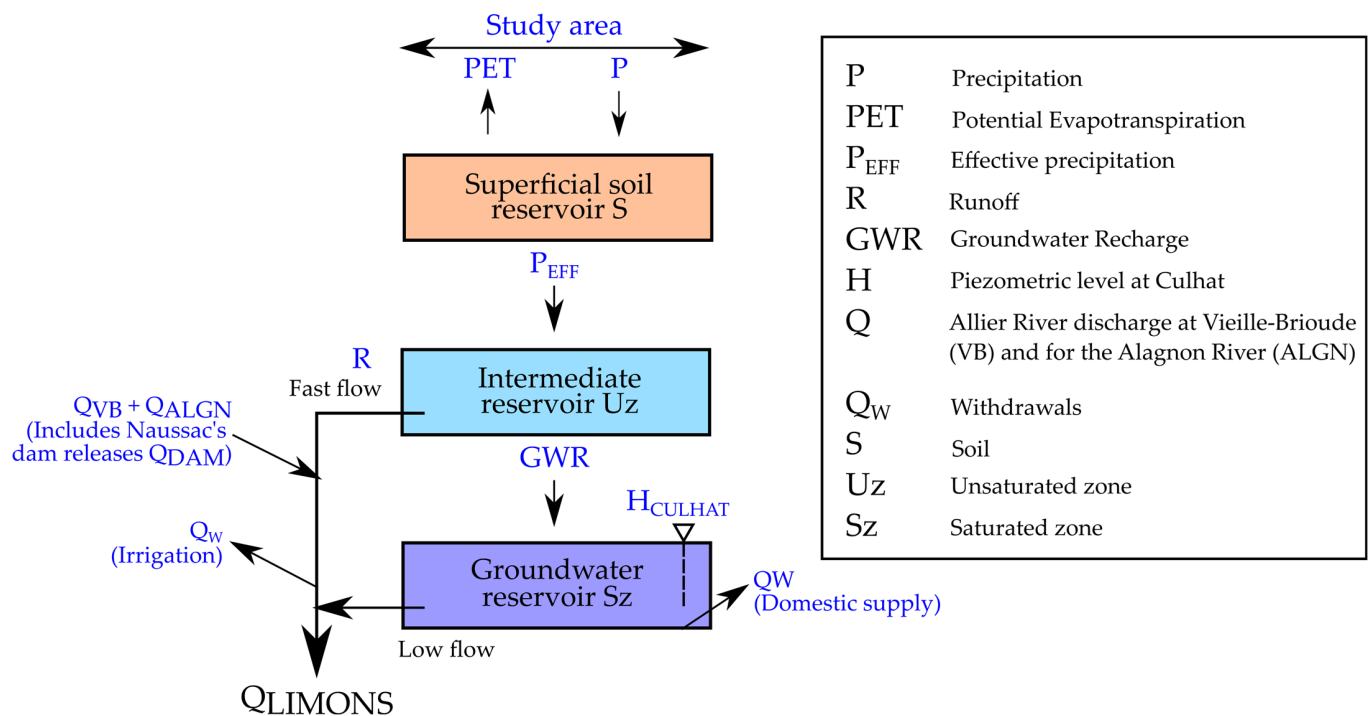 Study area
PET
P
Superficial soil
reservoir S
PEFF
Intermediate
reservoir Uz
R
Fast flow
QVB + QALGN
(Includes Naussac's
dam releases QDAM)
GWR
HCULHAT
QW
(Irrigation)
Groundwater
reservoir Sz
QW
(Domestic supply)
Low flow
QLIMONS
P Precipitation
PET Potential Evapotranspiration
PEFF Effective precipitation
R Runoff
GWR Groundwater Recharge
H Piezometric level at Culhat
Q Allier River discharge at Vieille-Brioude
(VB) and for the Alagnon River (ALGN)
QW Withdrawals
S Soil
Uz Unsaturated zone
Sz Saturated zone